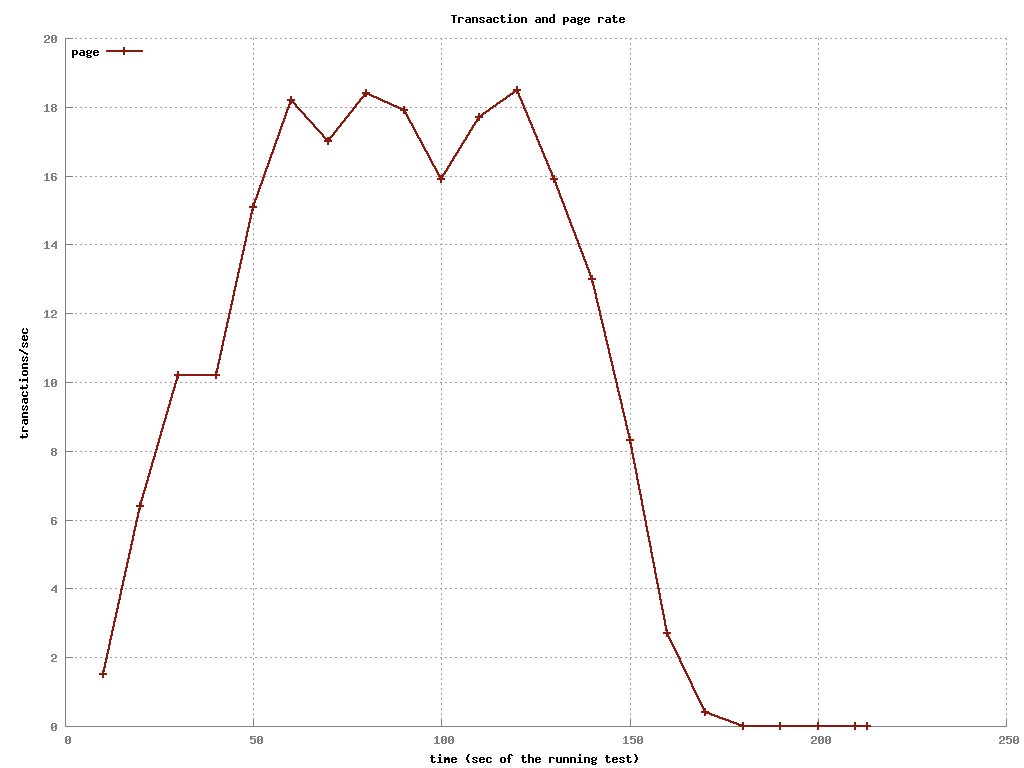 Transaction and page rate
page
20
18
16
14
12
10
8
6
4
2
0
transactions/sec
0 50 100 150 200 250
time (sec of the running test)